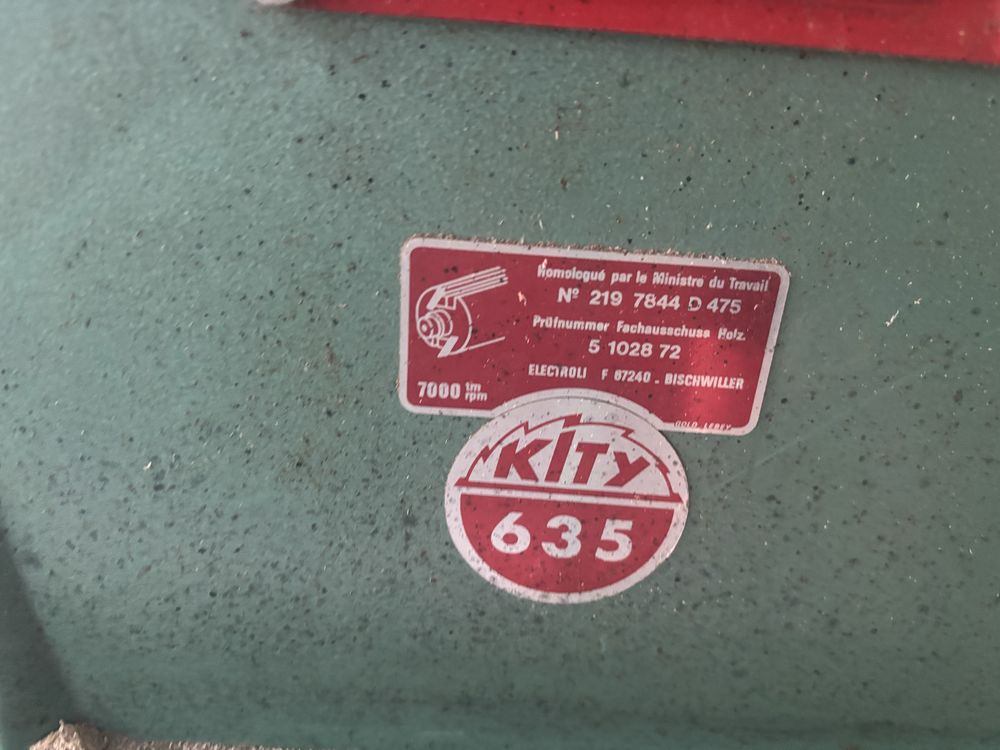 Homologué par le Ministre du Travail
Nº 219 7844 D 475
Prüfnummer Fachausschuss Holz.
5 1028 72
ELECTROLI F 67240 - BISCHWILLER
7000 tm
rpm
KITY
635